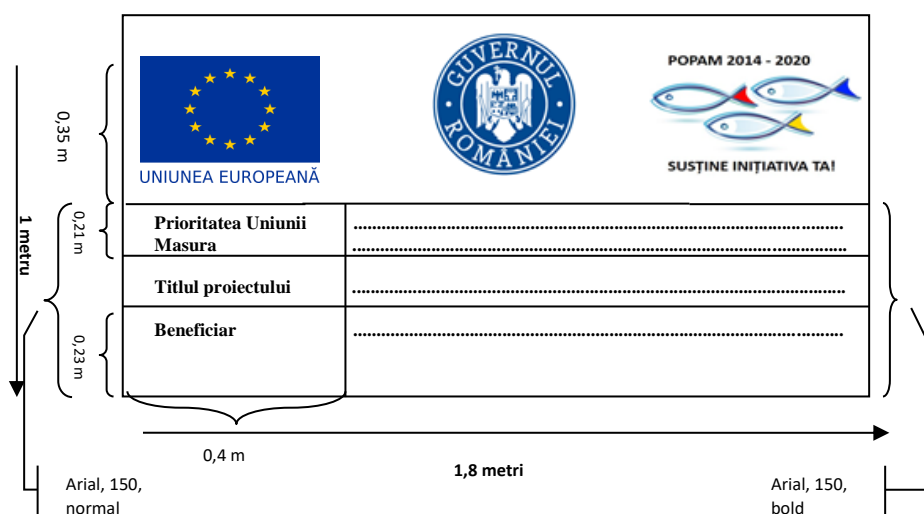 POPAM 2014 - 2020
GUVERNUL ROMÂNIEI
UNIUNEA EUROPEANĂ
SUSȚINE INIȚIATIVA TA!
0,35 m
1 metru
0,21 m
Prioritatea Uniunii ........................................
Masura ........................................
Titlul proiectului ........................................
Beneficiar ........................................
0,23 m
0,4 m
1,8 metri
Arial, 150,
normal
Arial, 150,
bold